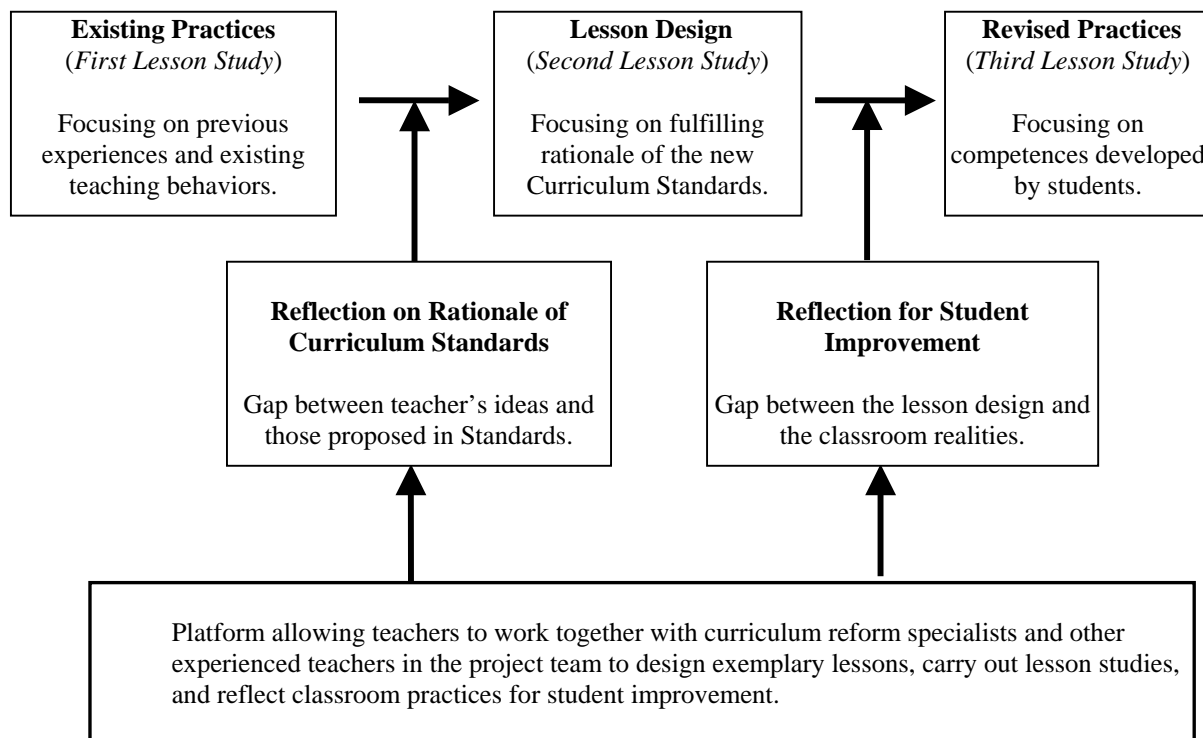 Existing Practices
(First Lesson Study)
Focusing on previous
experiences and existing
teaching behaviors.
Lesson Design
(Second Lesson Study)
Focusing on fulfilling
rationale of the new
Curriculum Standards.
Revised Practices
(Third Lesson Study)
Focusing on
competences developed
by students.
Reflection on Rationale of
Curriculum Standards
Gap between teacher’s ideas and
those proposed in Standards.
Reflection for Student
Improvement
Gap between the lesson design and
the classroom realities.
Platform allowing teachers to work together with curriculum reform specialists and other
experienced teachers in the project team to design exemplary lessons, carry out lesson studies,
and reflect classroom practices for student improvement.